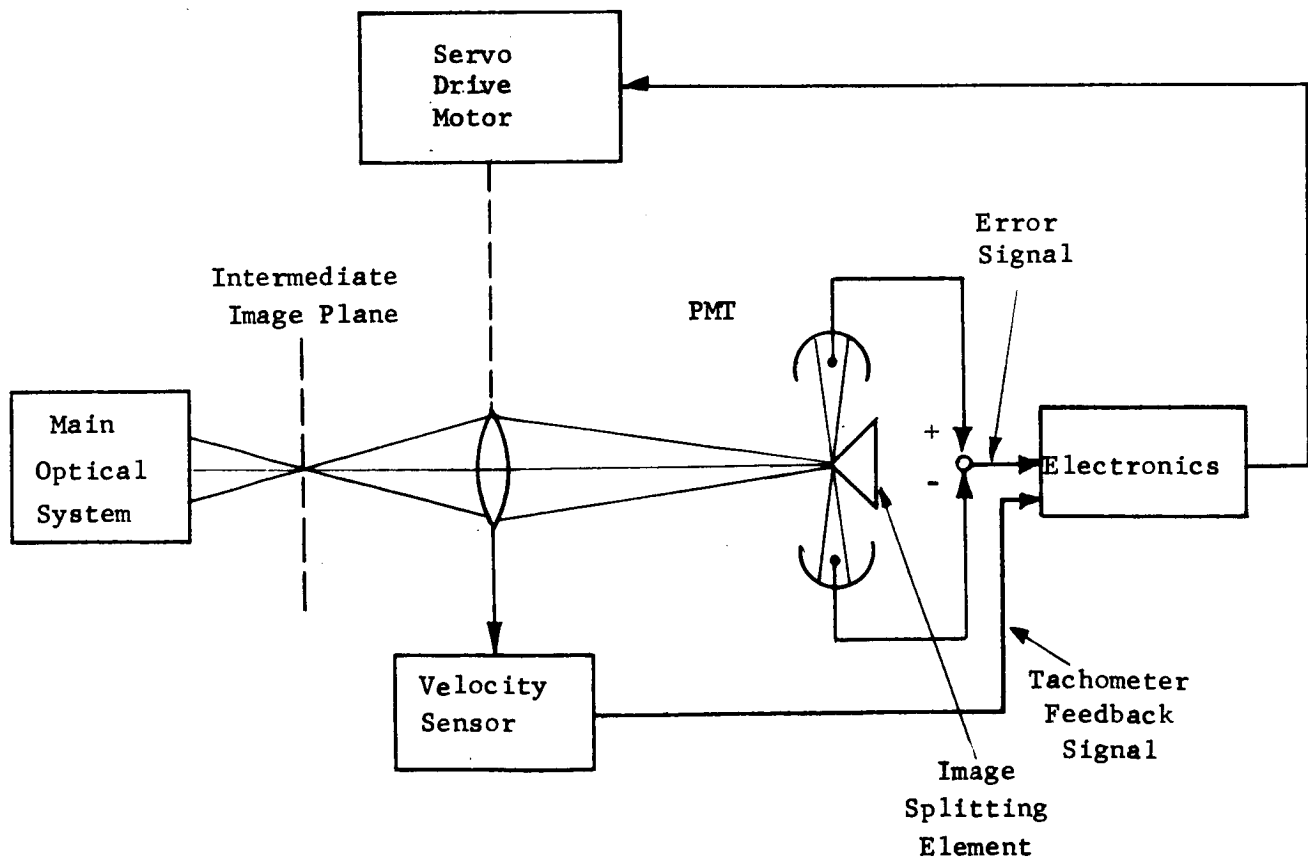 Servo
Drive
Motor
Error
Signal
Intermediate
Image Plane
PMT
Main
Optical
System
+
-
Electronics
Velocity
Sensor
Tachometer
Feedback
Signal
Image
Splitting
Element